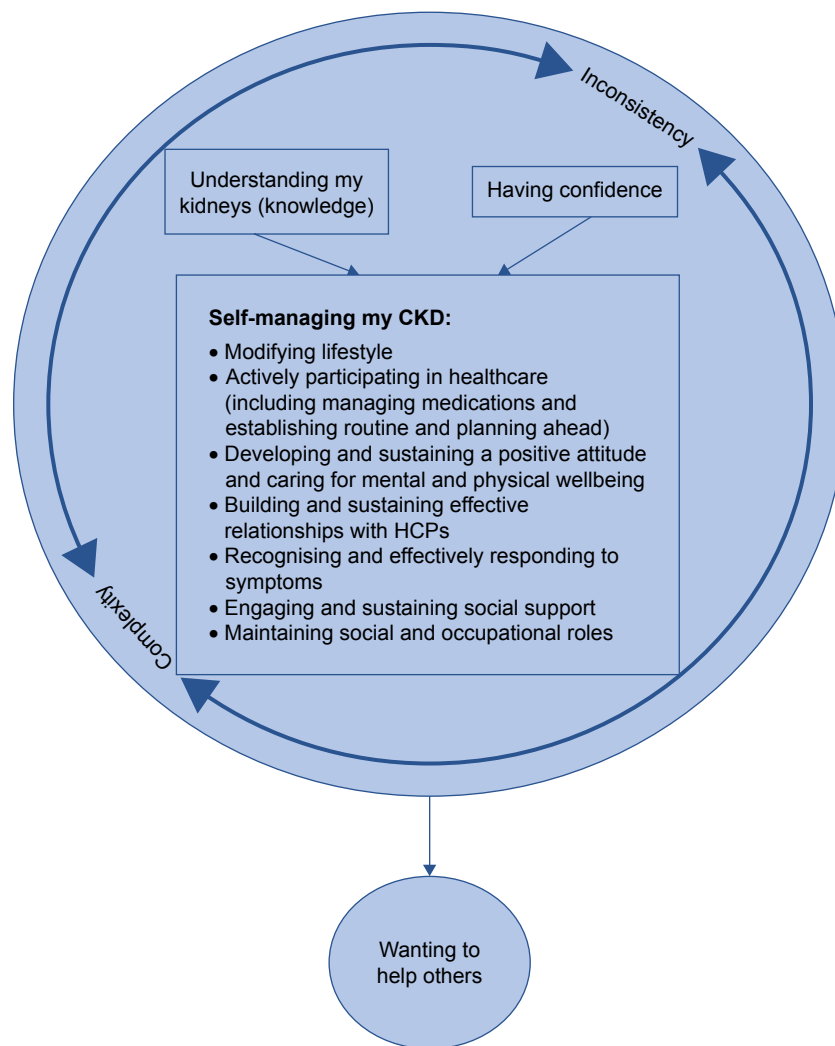 Inconsistency
Understanding my
kidneys (knowledge)
Having confidence
Self-managing my CKD:
• Modifying lifestyle
• Actively participating in healthcare
(including managing medications and
establishing routine and planning ahead)
• Developing and sustaining a positive attitude
and caring for mental and physical wellbeing
• Building and sustaining effective
relationships with HCPs
• Recognising and effectively responding to
symptoms
• Engaging and sustaining social support
• Maintaining social and occupational roles
Complexity
Wanting to
help others